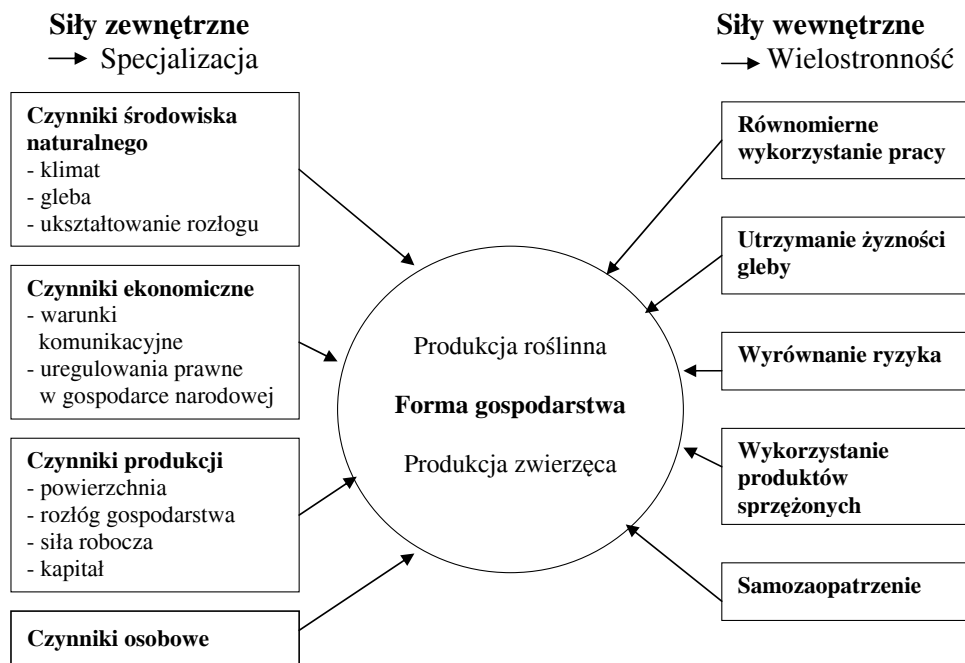 Siły zewnętrzne
→ Specjalizacja
Czynniki środowiska
naturalnego
- klimat
- gleba
- ukształtowanie rozłogu
Czynniki ekonomiczne
- warunki
komunikacyjne
- uregulowania prawne
w gospodarce narodowej
Czynniki produkcji
- powierzchnia
- rozłóg gospodarstwa
- siła robocza
- kapitał
Czynniki osobowe
Produkcja roślinna
Forma gospodarstwa
Produkcja zwierzęca
Siły wewnętrzne
→ Wielostronność
Równomierne
wykorzystanie pracy
Utrzymanie żyzności
gleby
Wyrównanie ryzyka
Wykorzystanie
produktów
sprzężonych
Samozaopatrzenie